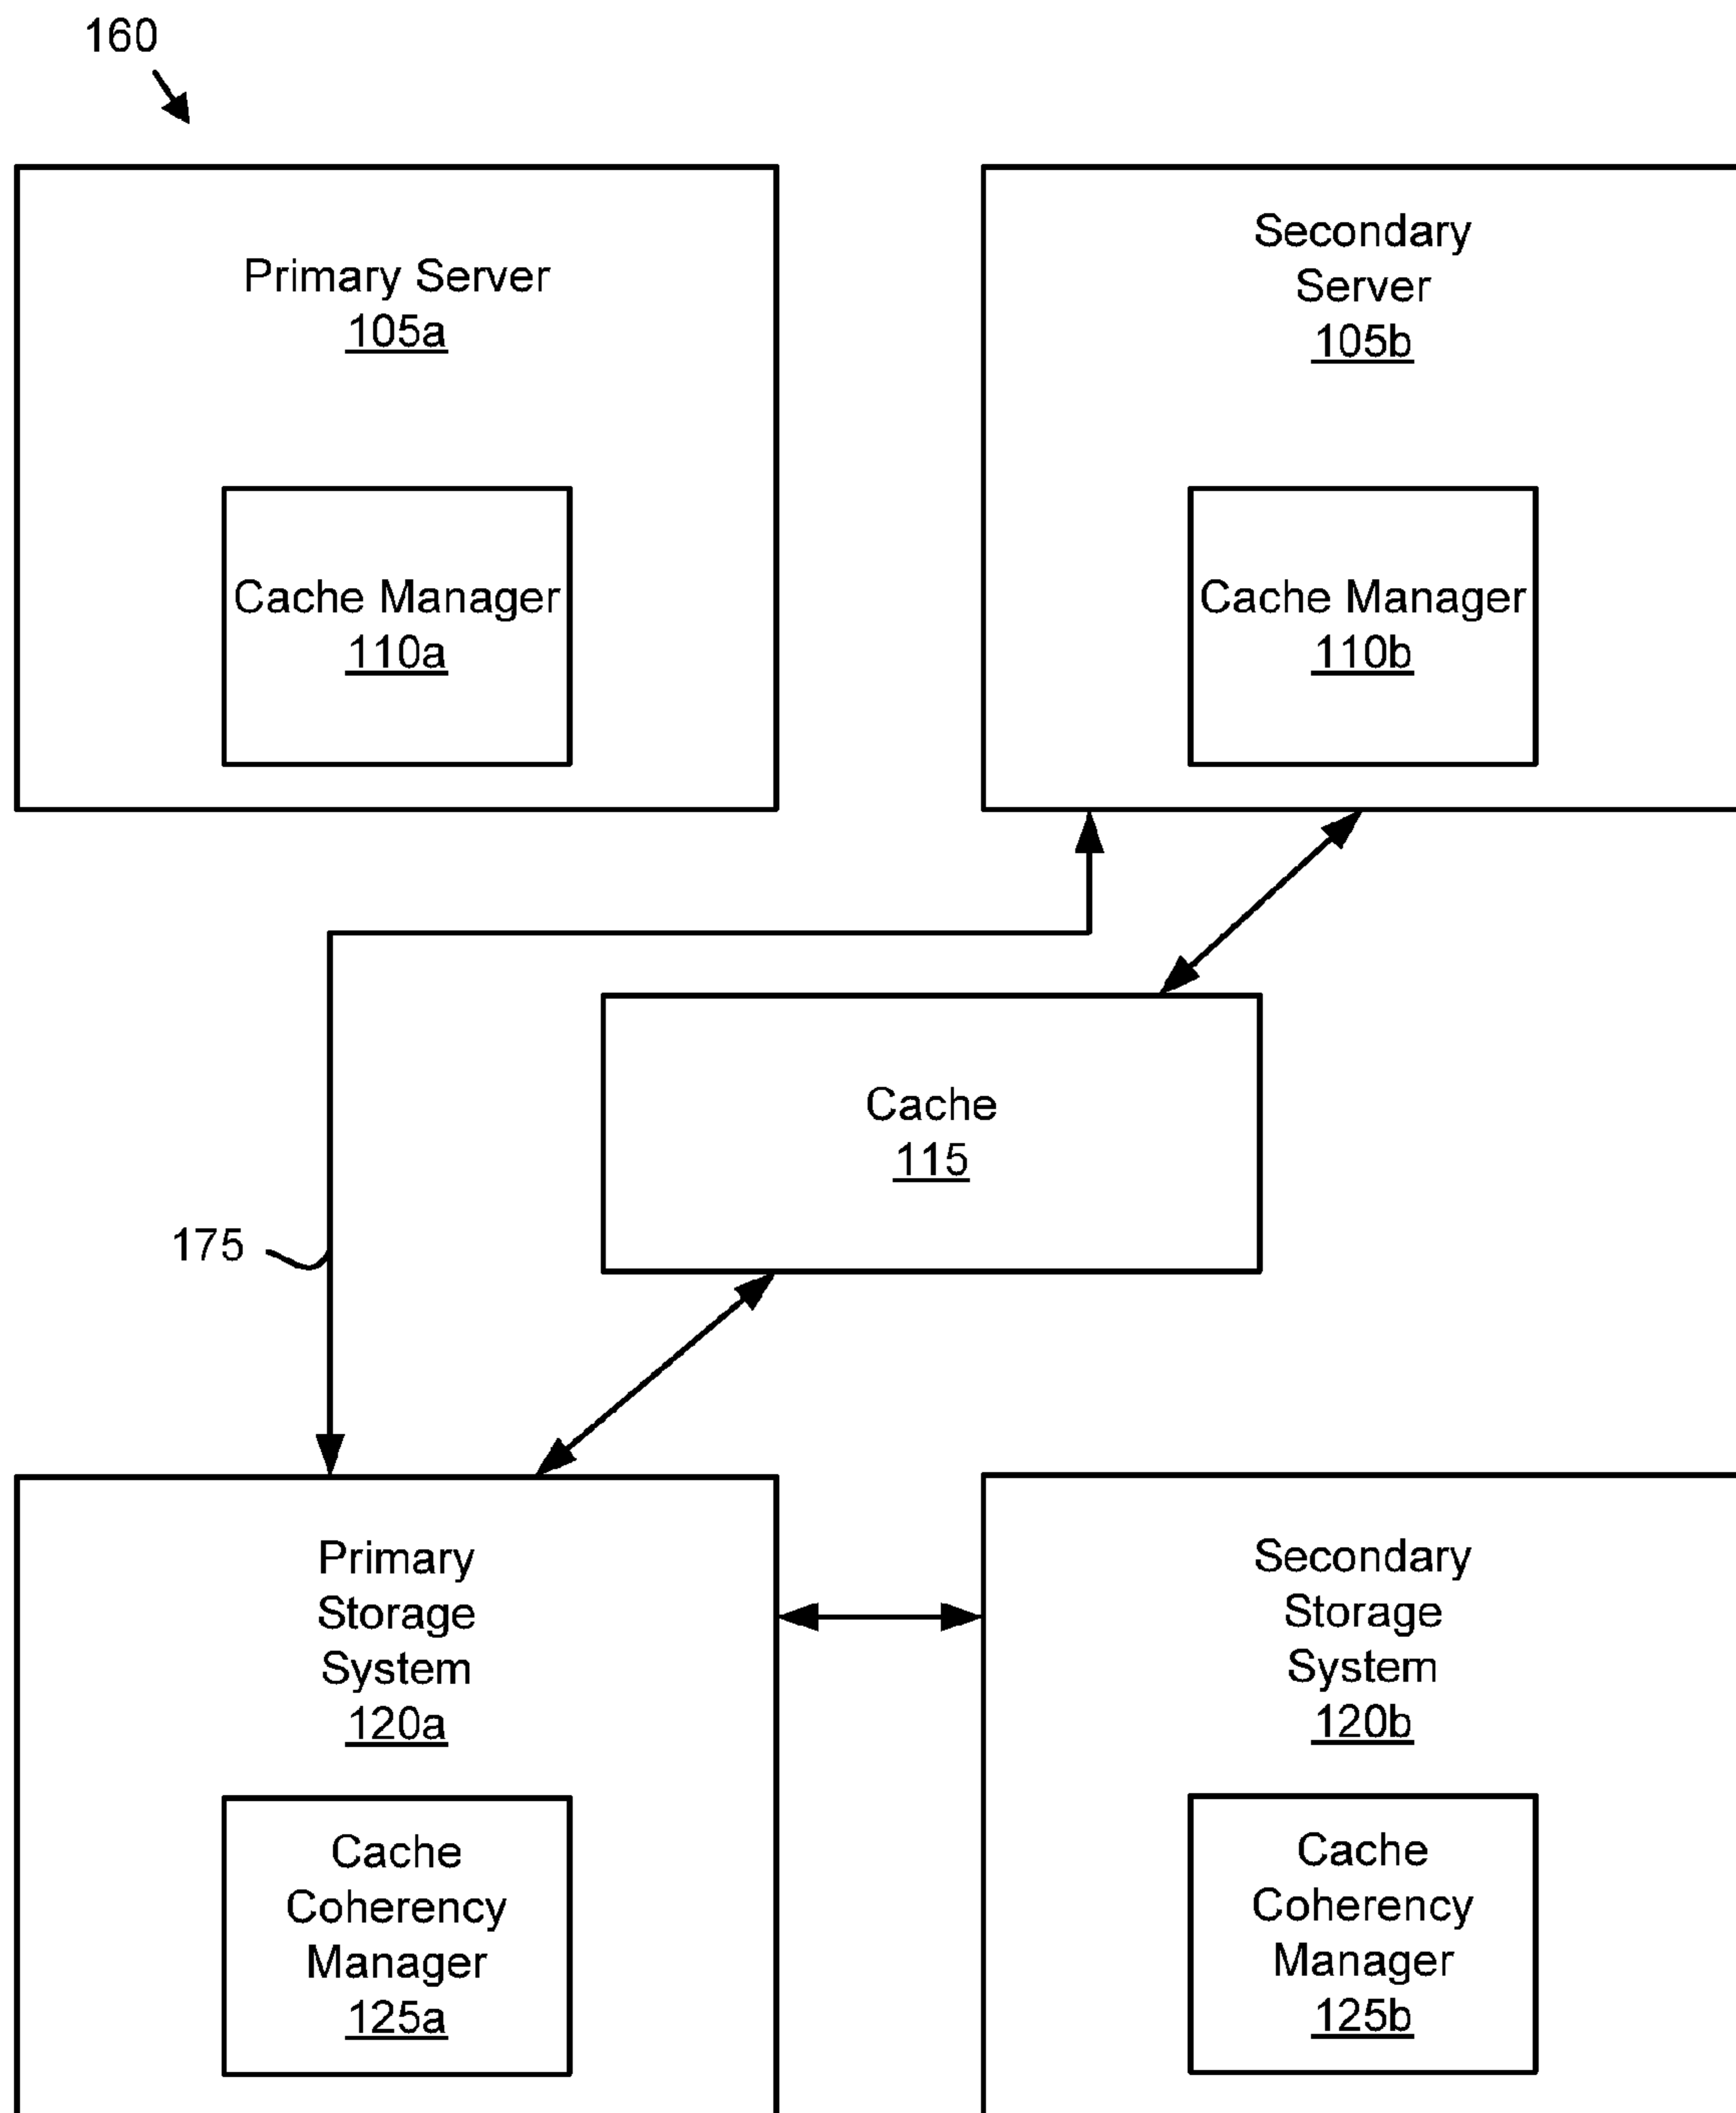 160
Primary Server
105a
Secondary
Server
105b
Cache Manager
110a
Cache Manager
110b
Cache
115
175
Primary
Storage
System
120a
Secondary
Storage
System
120b
Cache
Coherency
Manager
125a
Cache
Coherency
Manager
125b